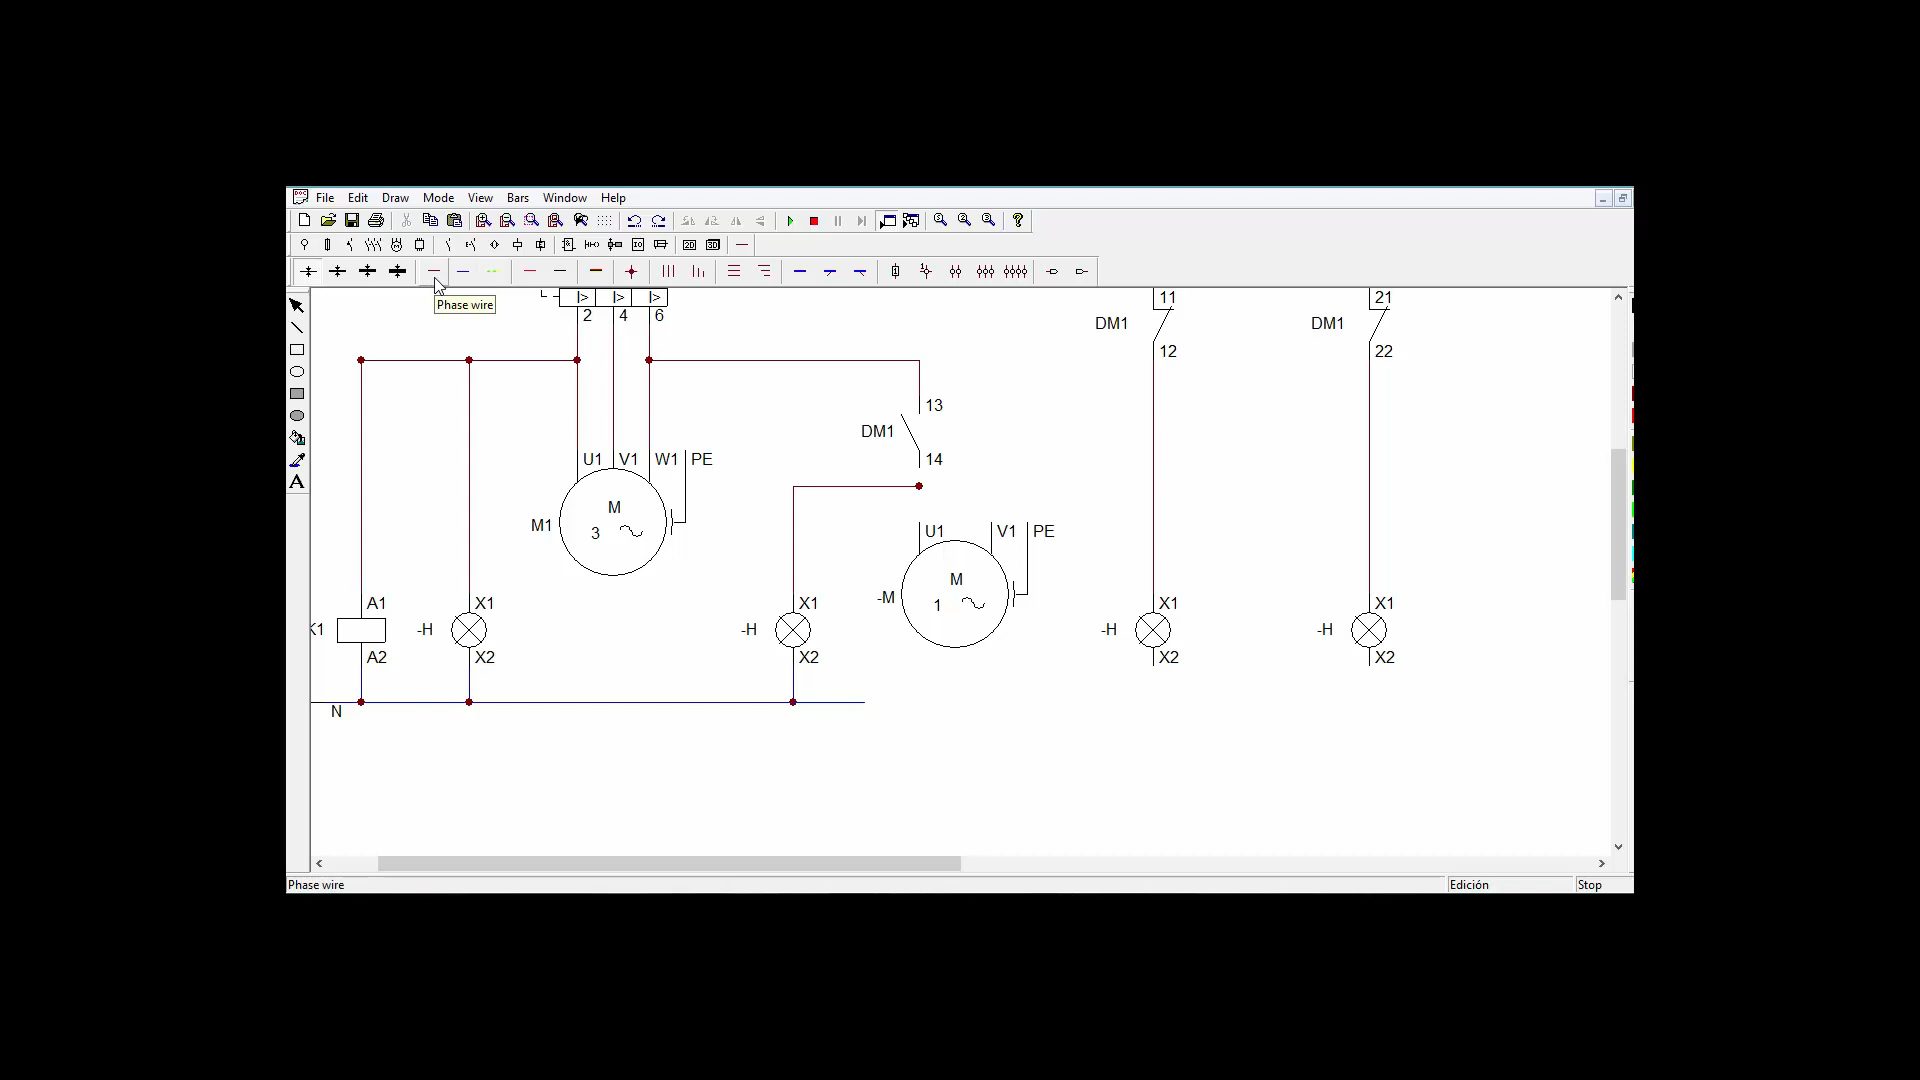 File Edit Draw Mode View Bars Window Help
Phase wire
2 4 6
11
DM1
12
21
DM1
22
13
DM1
14
U1 V1 W1 PE
M
M1 3
U1 V1 PE
M
-M 1
A1
A2
X1
-H
X2
X1
-H
X2
X1
-H
X2
X1
-H
X2
N
Phase wire Edición Stop